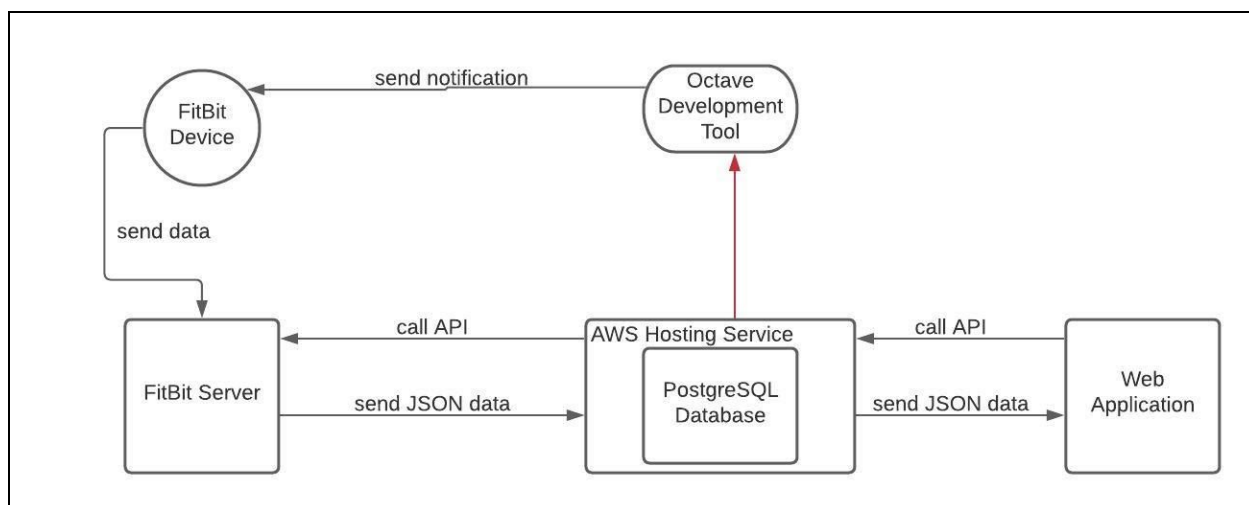 send notification
Octave
Development
Tool
FitBit
Device
send data
call API
AWS Hosting Service
call API
FitBit Server
PostgreSQL
Database
Web
Application
send JSON data
send JSON data